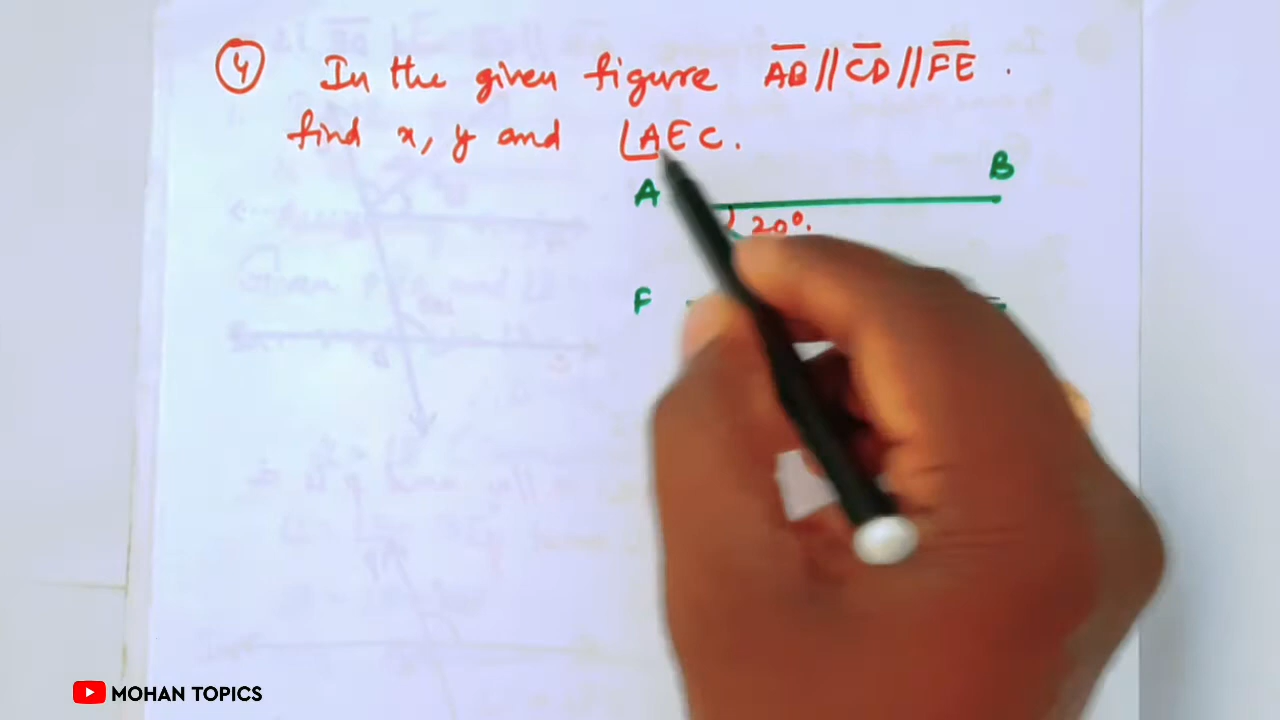 4 In the given figure AB//CD//FE.
find x, y and ∠AEC.
A B
20°.
F
MOHAN TOPICS